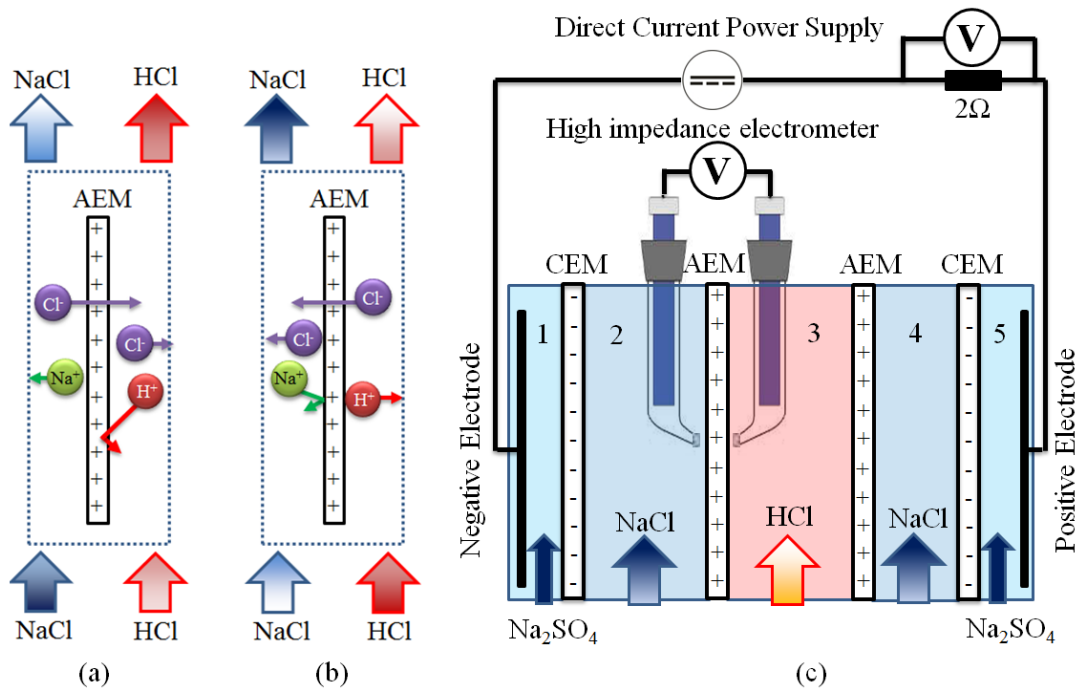 NaCl
HCl
AEM
+
+
+
+
+
+
+
+
+
+
Cl-
Cl-
Na+
H+
NaCl
HCl
(a)
NaCl
HCl
AEM
+
+
+
+
+
+
+
+
+
+
Cl-
Cl-
Na+
H+
NaCl
HCl
(b)
Direct Current Power Supply
V
2Ω
High impedance electrometer
V
CEM
AEM
AEM
CEM
1
2
3
4
5
Negative Electrode
Positive Electrode
NaCl
HCl
NaCl
Na₂SO₄
Na₂SO₄
(c)